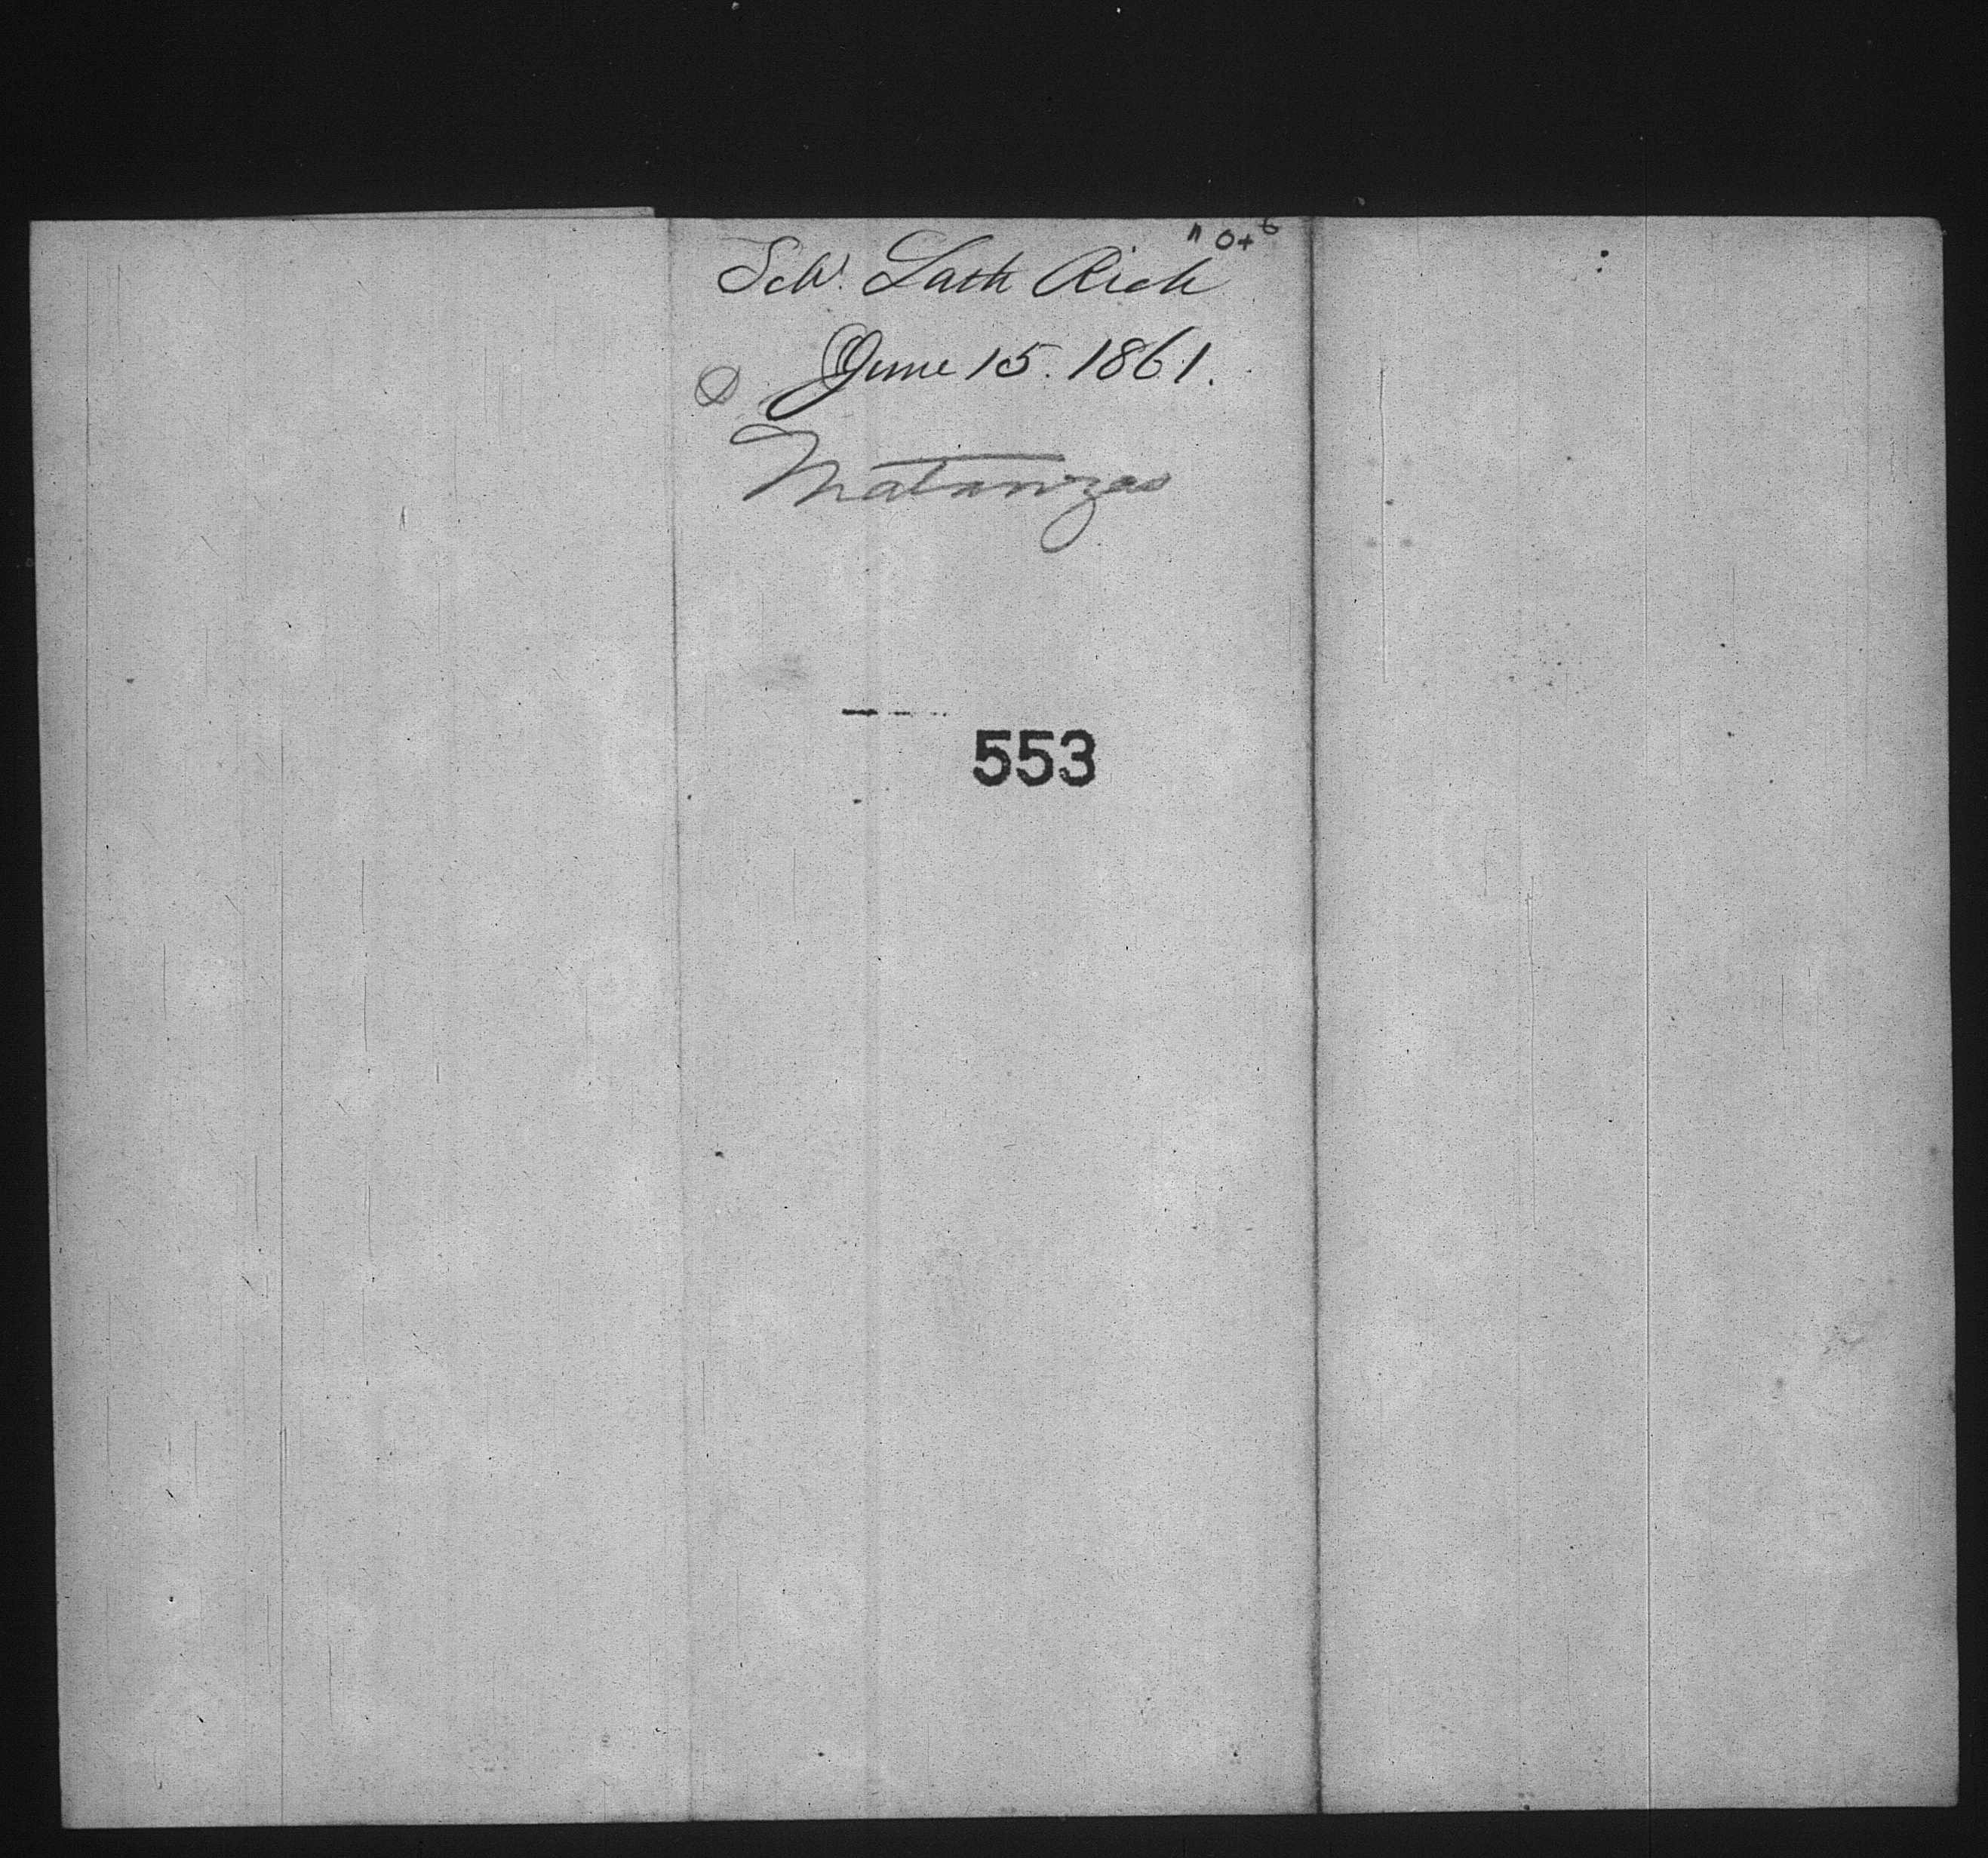 Sch. Lath Rich
June 15. 1861.
Matanzas
553